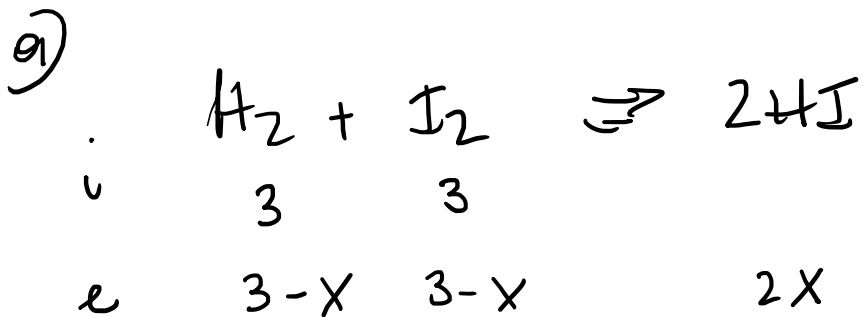 a)
H₂ + I₂ ⇌ 2HI
i 3 3
e 3-x 3-x 2x